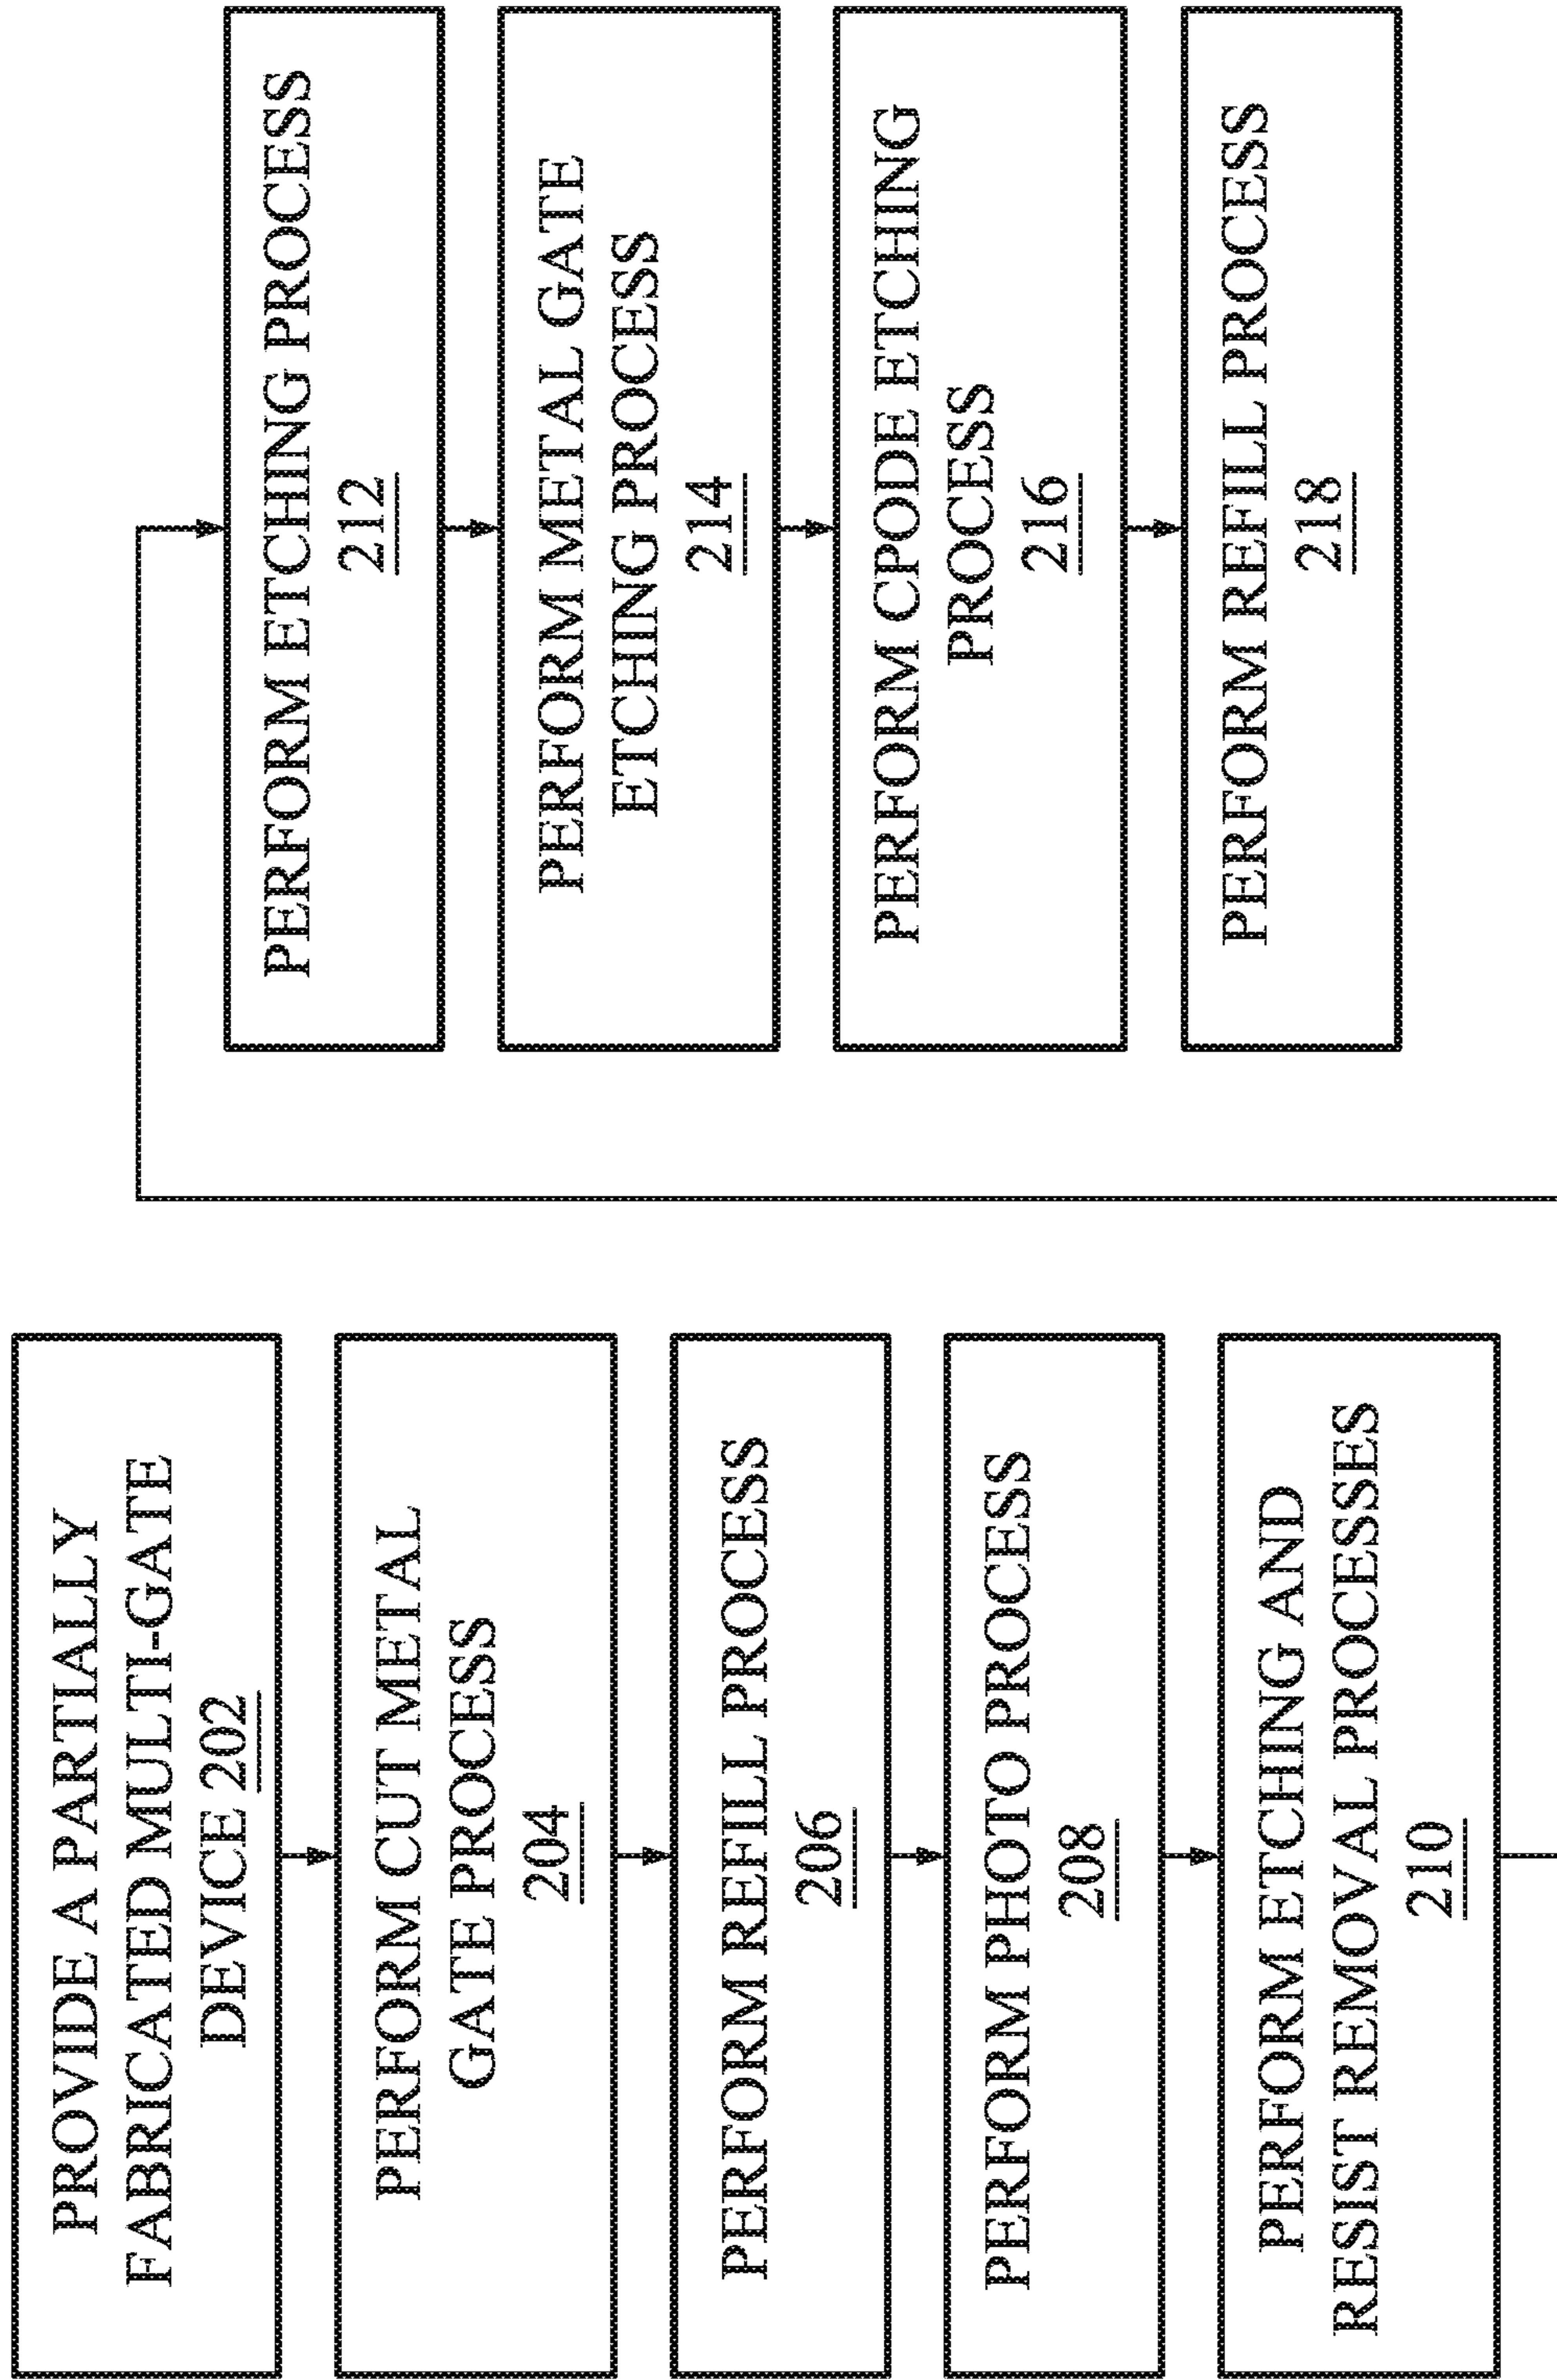 PROVIDE A PARTIALLY
FABRICATED MULTI-GATE
DEVICE 202
PERFORM CUT METAL
GATE PROCESS
204
PERFORM REFILL PROCESS
206
PERFORM PHOTO PROCESS
208
PERFORM ETCHING AND
RESIST REMOVAL PROCESSES
210
PERFORM ETCHING PROCESS
212
PERFORM METAL GATE
ETCHING PROCESS
214
PERFORM CPODE ETCHING
PROCESS
216
PERFORM REFILL PROCESS
218